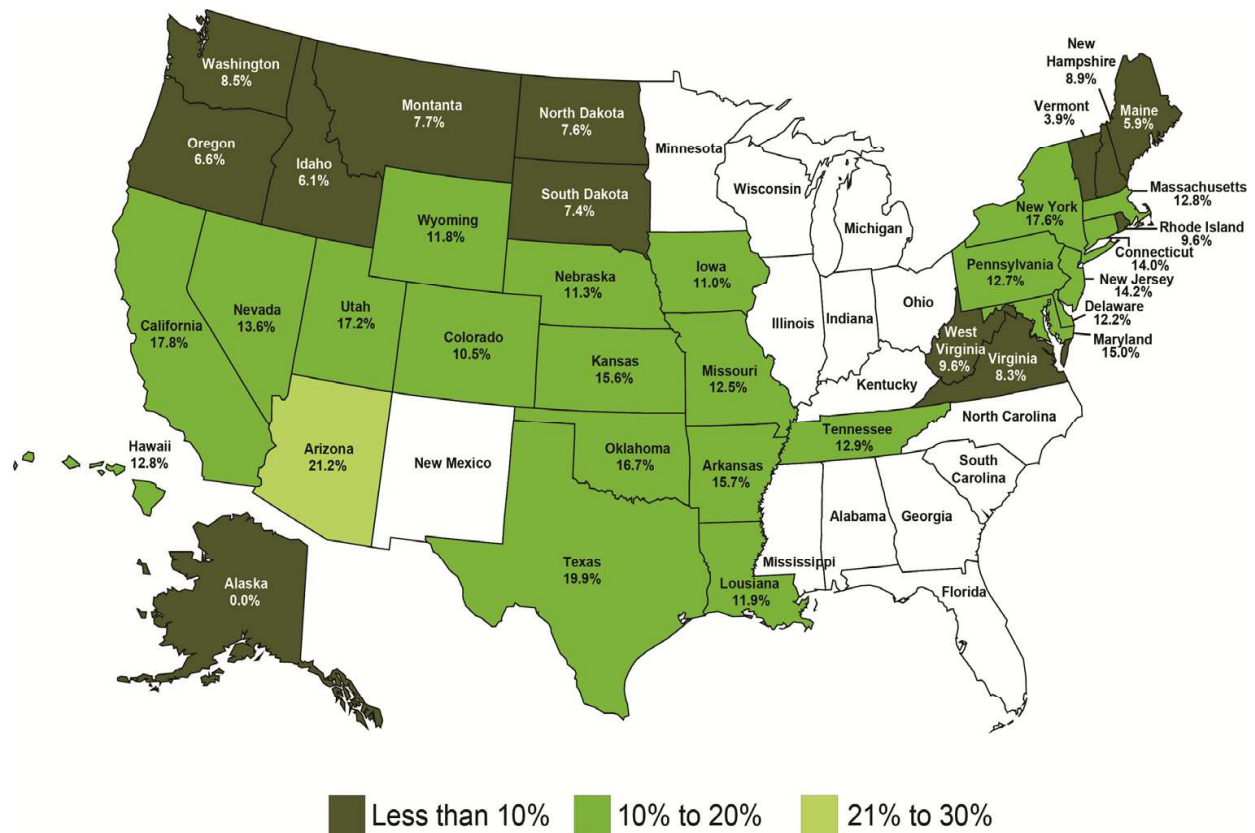 New
Hampshire
8.9%
Washington
8.5%
Montanta
7.7%
North Dakota
7.6%
Vermont
3.9%
Maine
5.9%
Oregon
6.6%
Idaho
6.1%
Minnesota
South Dakota
7.4%
Wisconsin
Michigan
Massachusetts
12.8%
New York
17.6%
Rhode Island
9.6%
Wyoming
11.8%
Connecticut
14.0%
Pennsylvania
12.7%
New Jersey
14.2%
Nebraska
11.3%
Iowa
11.0%
Ohio
Delaware
12.2%
Nevada
13.6%
Utah
17.2%
Illinois
Indiana
California
17.8%
Colorado
10.5%
West
Virginia
9.6%
Maryland
15.0%
Virginia
8.3%
Kansas
15.6%
Missouri
12.5%
Kentucky
North Carolina
Hawaii
12.8%
Arizona
21.2%
New Mexico
Oklahoma
16.7%
Tennessee
12.9%
Arkansas
15.7%
South
Carolina
Alabama
Georgia
Texas
19.9%
Mississippi
Alaska
0.0%
Lousiana
11.9%
Florida
Less than 10%
10% to 20%
21% to 30%